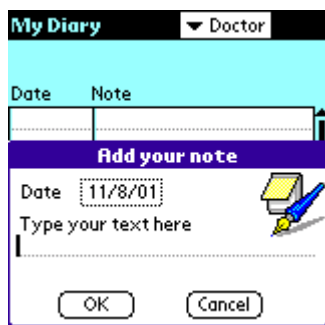 My Diary Doctor
Date Note
Add your note
Date 11/8/01
Type your text here
OK Cancel